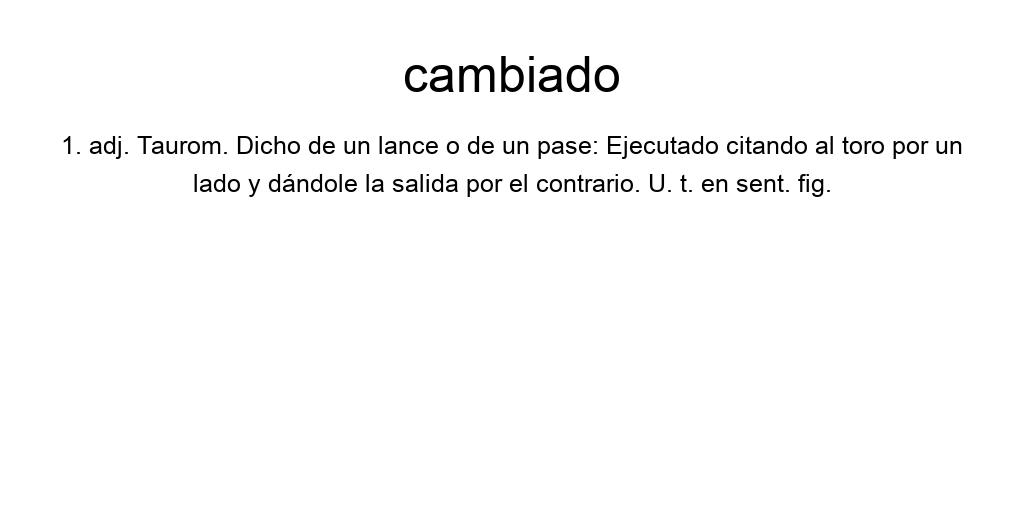 cambiado
1. adj. Taurom. Dicho de un lance o de un pase: Ejecutado citando al toro por un
lado y dándole la salida por el contrario. U. t. en sent. fig.